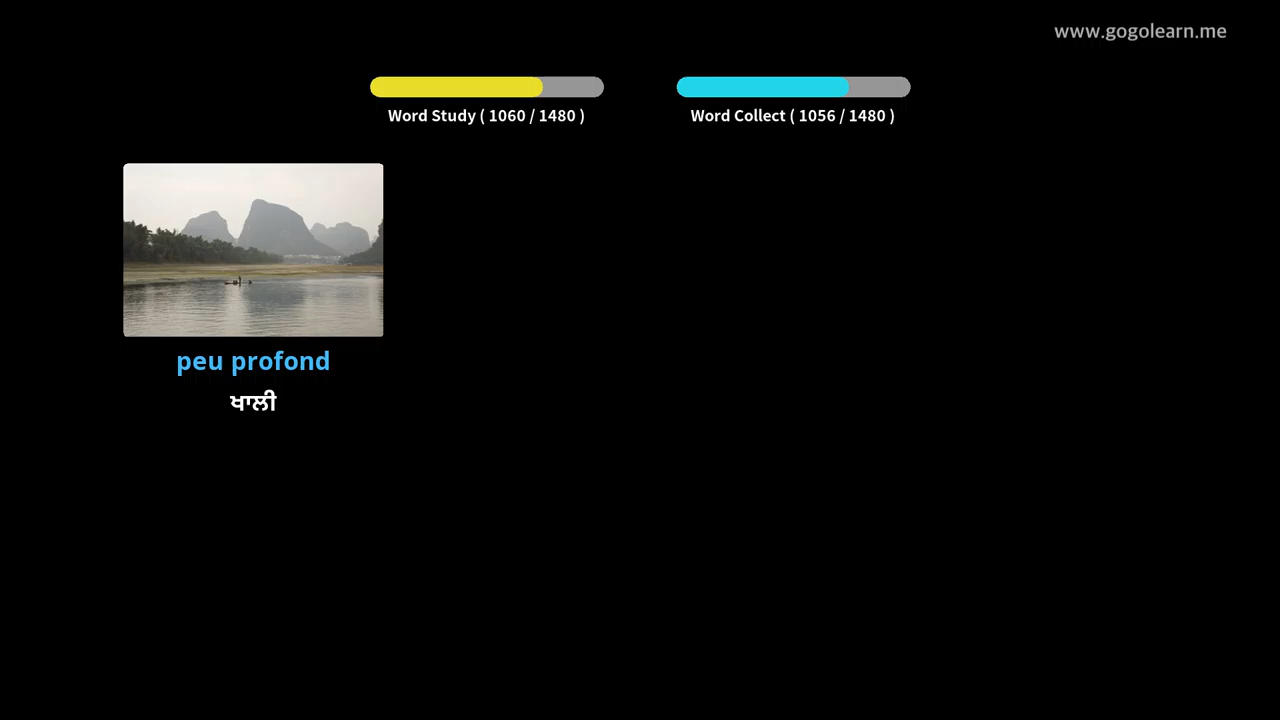 www.gogolearn.me
Word Study ( 1060 / 1480 )
Word Collect ( 1056 / 1480 )
peu profond
ਖਾਲੀ